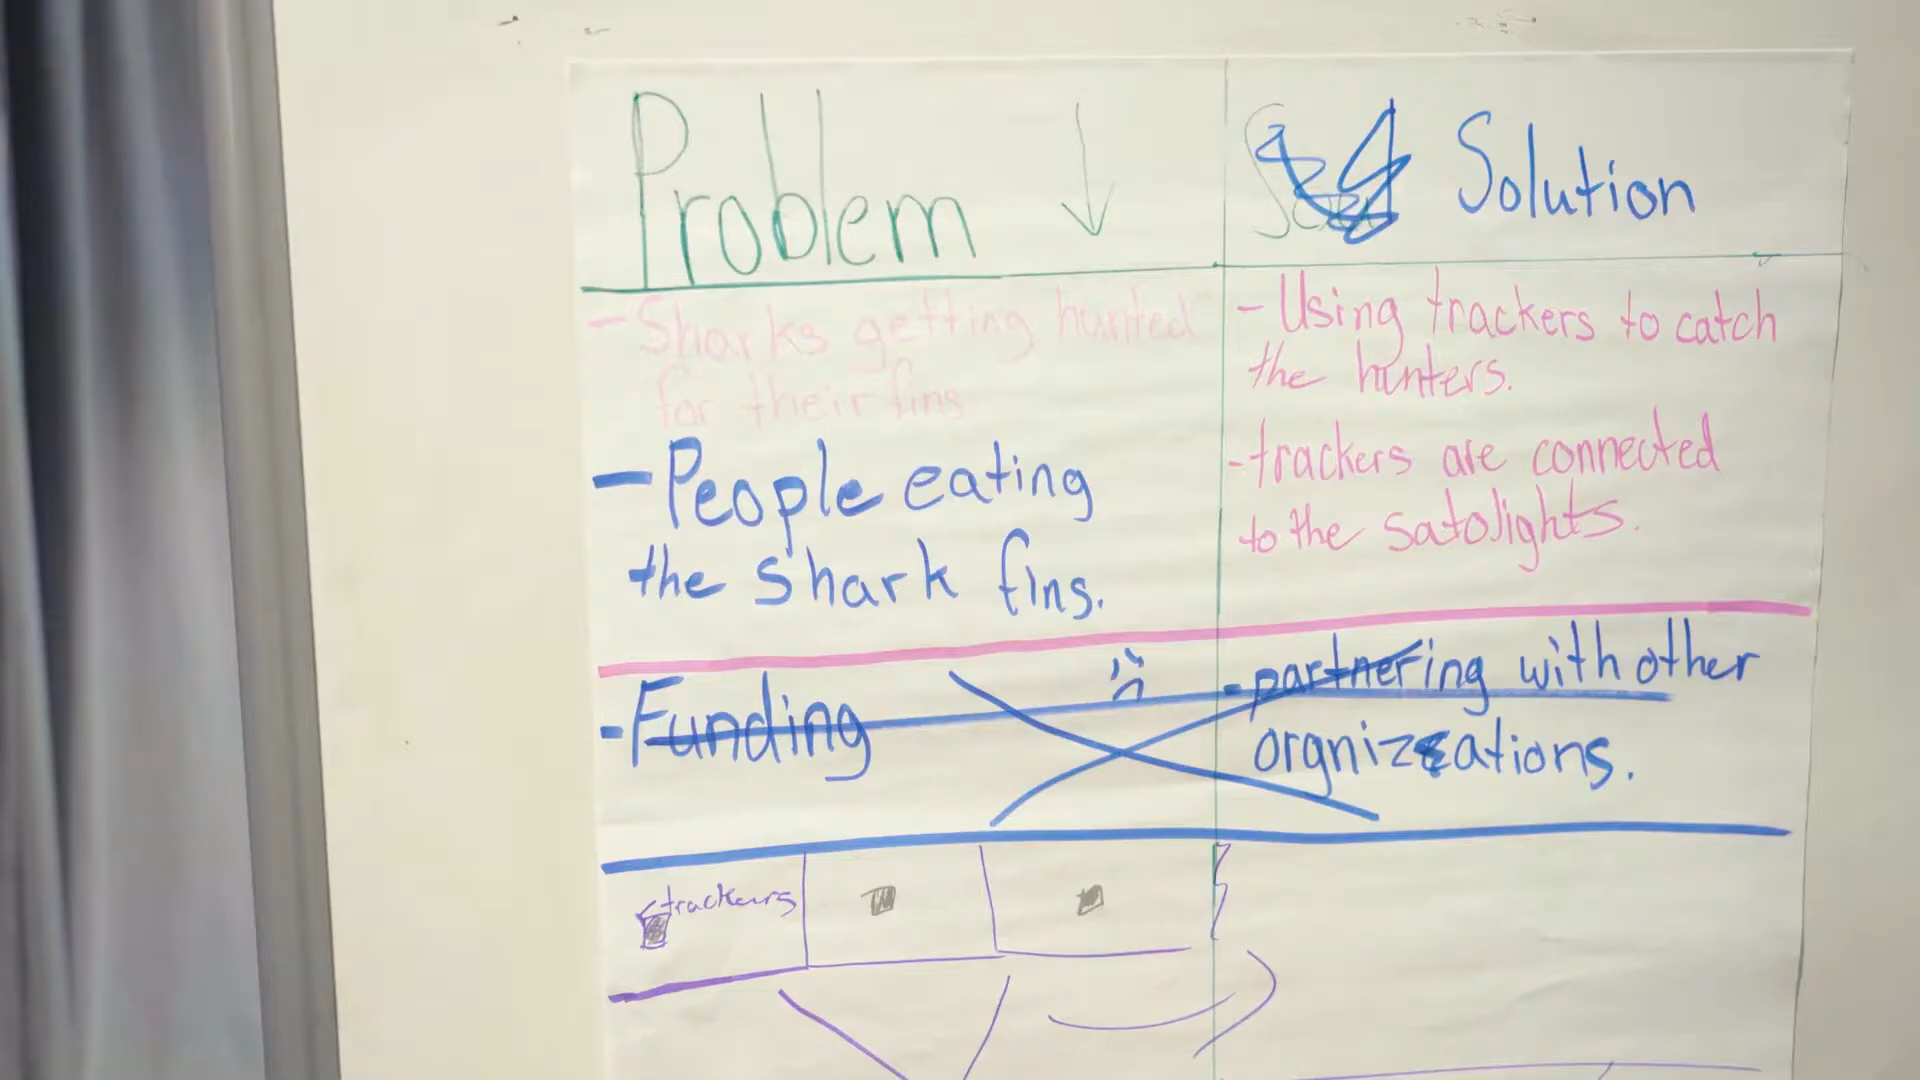 Problem
Solution
- Sharks getting hunted
for their fins
- People eating
the shark fins.
- Using trackers to catch
the hunters.
- trackers are connected
to the satolights.
- Funding
- partnering with other
orgnizations.
trackers